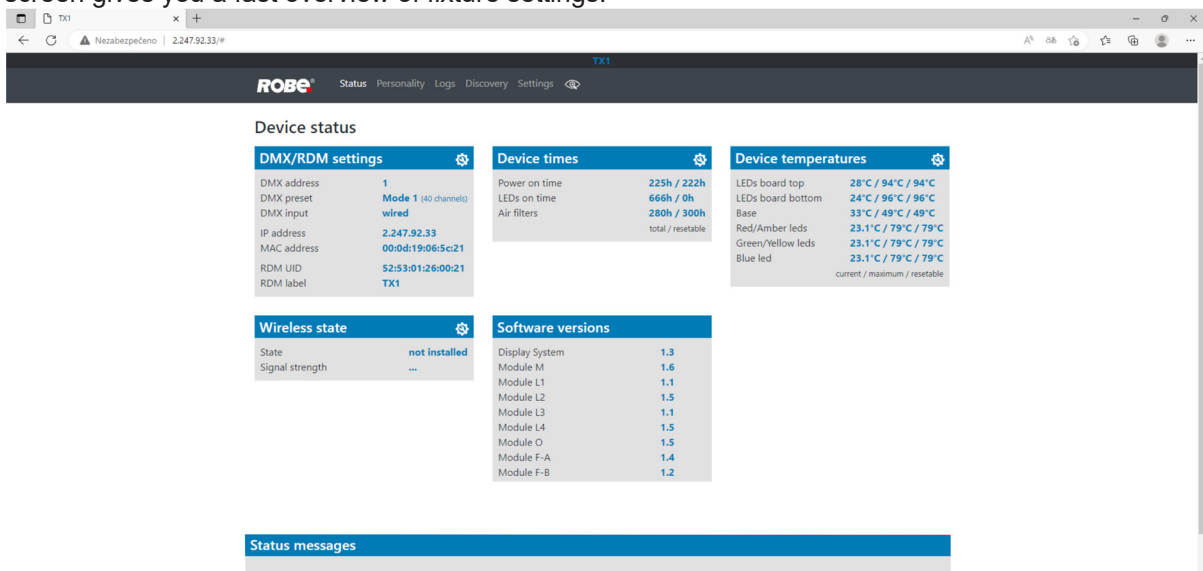 screen gives you a fast overview of fixture settings.
TX1
Nezabezpečeno | 2.247.92.33/#
TX1
ROBE® Status Personality Logs Discovery Settings
Device status
DMX/RDM settings
DMX address 1
DMX preset Mode 1 (40 channels)
DMX input wired
IP address 2.247.92.33
MAC address 00:0d:19:06:5c:21
RDM UID 52:53:01:26:00:21
RDM label TX1
Device times
Power on time 225h / 222h
LEDs on time 666h / 0h
Air filters 280h / 300h
total / resetable
Device temperatures
LEDs board top 28°C / 94°C / 94°C
LEDs board bottom 24°C / 96°C / 96°C
Base 33°C / 49°C / 49°C
Red/Amber leds 23.1°C / 79°C / 79°C
Green/Yellow leds 23.1°C / 79°C / 79°C
Blue led 23.1°C / 79°C / 79°C
current / maximum / resetable
Wireless state
State not installed
Signal strength ...
Software versions
Display System 1.3
Module M 1.6
Module L1 1.1
Module L2 1.5
Module L3 1.1
Module L4 1.5
Module O 1.5
Module F-A 1.4
Module F-B 1.2
Status messages